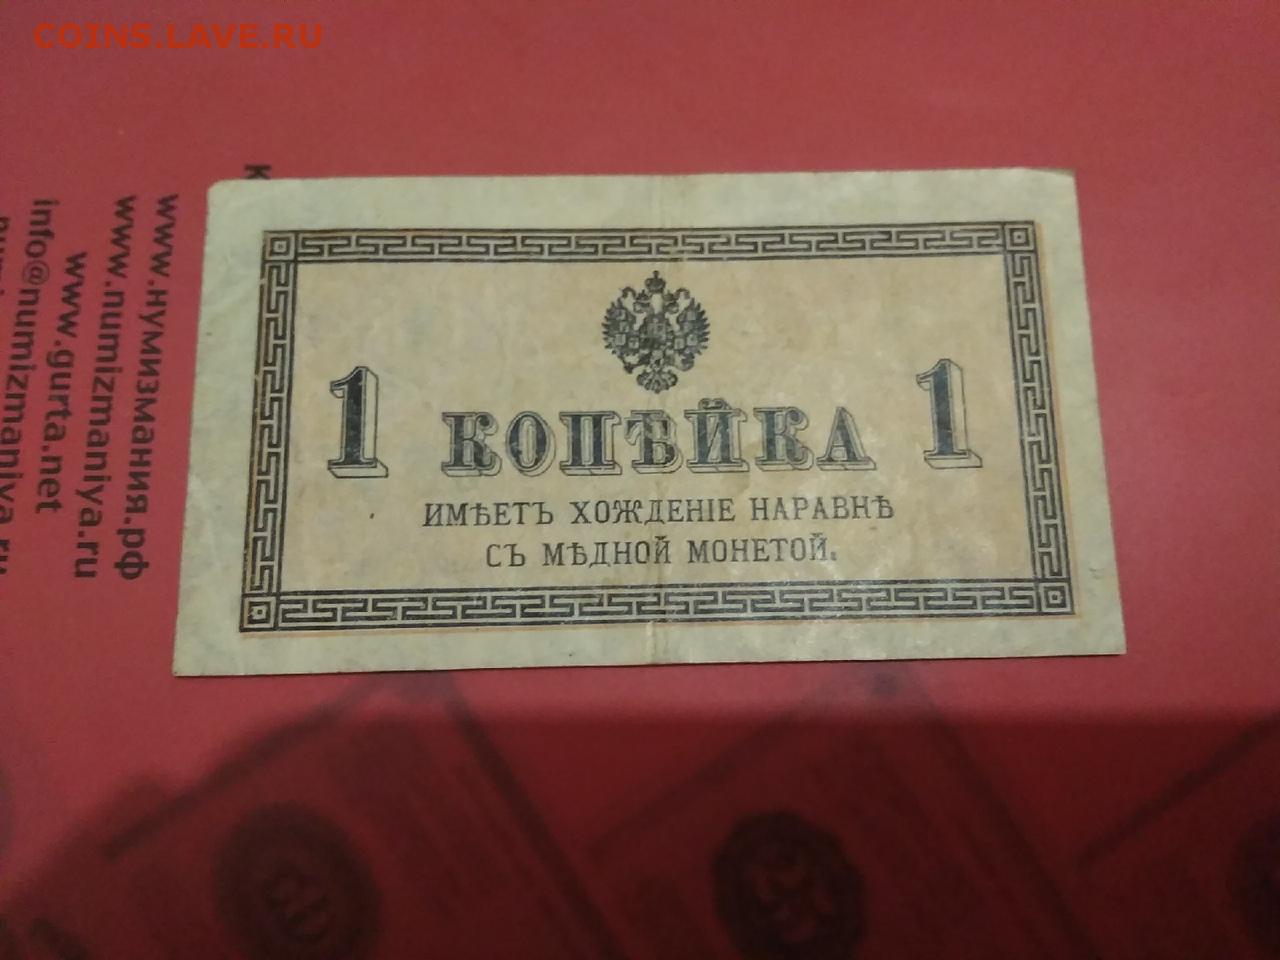 COINS.LAVE.RU
1 КОПѢЙКА 1
ИМѢЕТЪ ХОЖДЕНІЕ НАРАВНѢ
СЪ МѢДНОЙ МОНЕТОЙ.
www.нумизмания.рф
www.numizmaniya.ru
www.gurta.net
info@numizmaniya.ru